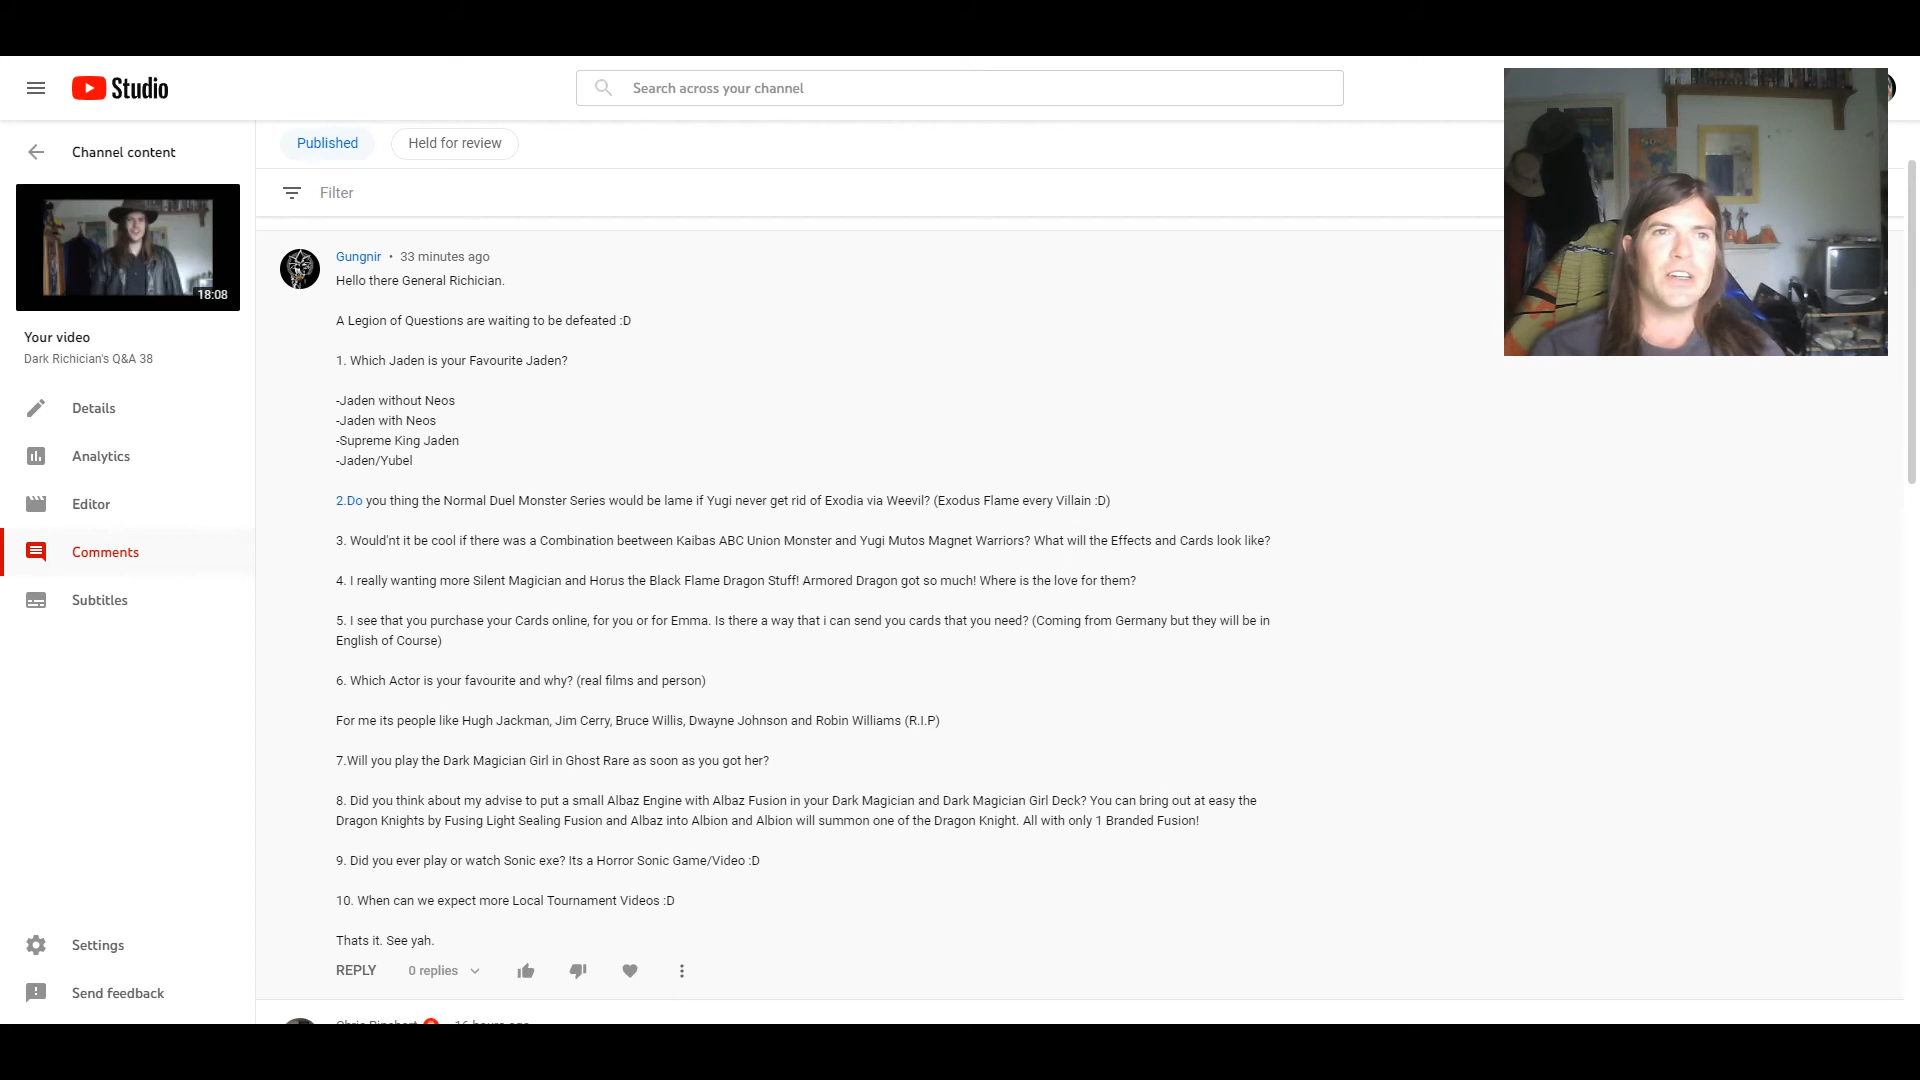 Studio
Search across your channel
Channel content
18:08
Your video
Dark Richician's Q&A 38
Details
Analytics
Editor
Comments
Subtitles
Settings
Send feedback
Published
Held for review
Filter
Gungnir • 33 minutes ago
Hello there General Richician.
A Legion of Questions are waiting to be defeated :D
1. Which Jaden is your Favourite Jaden?
-Jaden without Neos
-Jaden with Neos
-Supreme King Jaden
-Jaden/Yubel
2.Do you thing the Normal Duel Monster Series would be lame if Yugi never get rid of Exodia via Weevil? (Exodus Flame every Villain :D)
3. Would'nt it be cool if there was a Combination beetween Kaibas ABC Union Monster and Yugi Mutos Magnet Warriors? What will the Effects and Cards look like?
4. I really wanting more Silent Magician and Horus the Black Flame Dragon Stuff! Armored Dragon got so much! Where is the love for them?
5. I see that you purchase your Cards online, for you or for Emma. Is there a way that i can send you cards that you need? (Coming from Germany but they will be in
English of Course)
6. Which Actor is your favourite and why? (real films and person)
For me its people like Hugh Jackman, Jim Cerry, Bruce Willis, Dwayne Johnson and Robin Williams (R.I.P)
7.Will you play the Dark Magician Girl in Ghost Rare as soon as you got her?
8. Did you think about my advise to put a small Albaz Engine with Albaz Fusion in your Dark Magician and Dark Magician Girl Deck? You can bring out at easy the
Dragon Knights by Fusing Light Sealing Fusion and Albaz into Albion and Albion will summon one of the Dragon Knight. All with only 1 Branded Fusion!
9. Did you ever play or watch Sonic exe? Its a Horror Sonic Game/Video :D
10. When can we expect more Local Tournament Videos :D
Thats it. See yah.
REPLY
0 replies